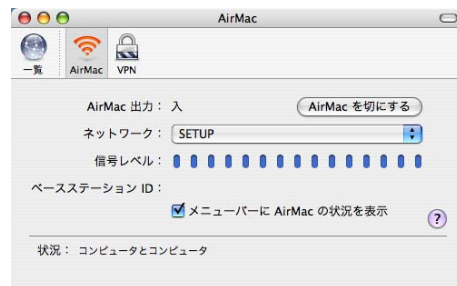 AirMac
一覧 AirMac VPN
AirMac 出力： 入 AirMac を切にする
ネットワーク： SETUP
信号レベル：
ベースステーション ID：
メニューバーに AirMac の状況を表示 ?
状況： コンピュータとコンピュータ